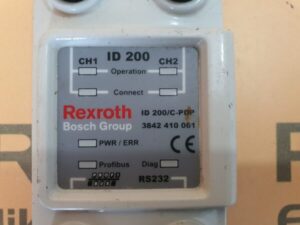 ID 200
CH1 CH2
Operation
Connect
Rexroth
Bosch Group
ID 200/C-PDP
3842 410 061
CE
PWR / ERR
Profibus Diag
RS232